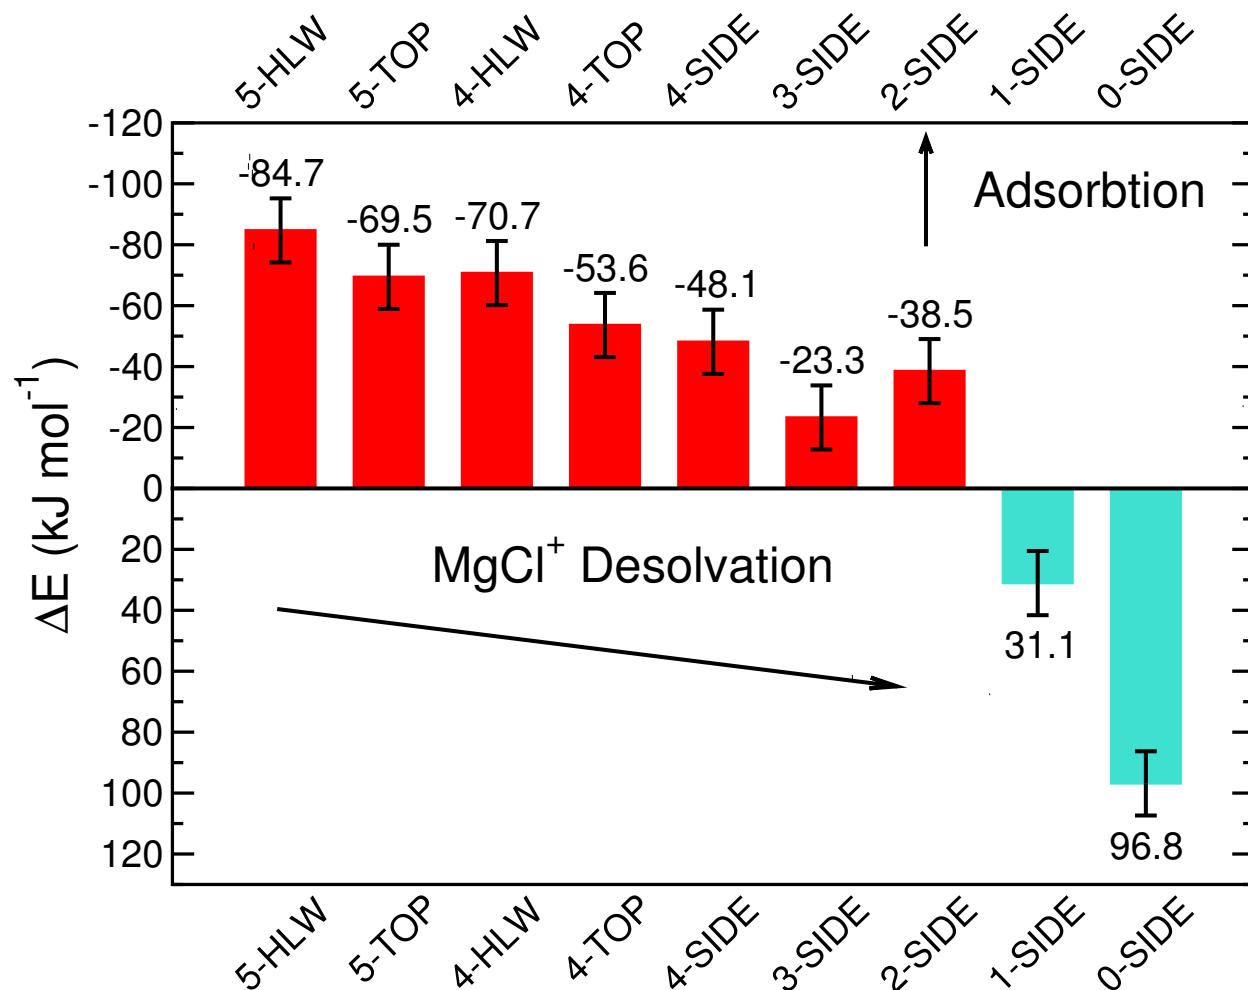 5-HLW
5-TOP
4-HLW
4-TOP
4-SIDE
3-SIDE
2-SIDE
1-SIDE
0-SIDE
-120
-100
-80
-60
-40
-20
0
20
40
60
80
100
120
ΔE (kJ mol⁻¹)
-84.7
-69.5
-70.7
-53.6
-48.1
-23.3
-38.5
Adsorbtion
MgCl⁺ Desolvation
31.1
96.8
5-HLW
5-TOP
4-HLW
4-TOP
4-SIDE
3-SIDE
2-SIDE
1-SIDE
0-SIDE